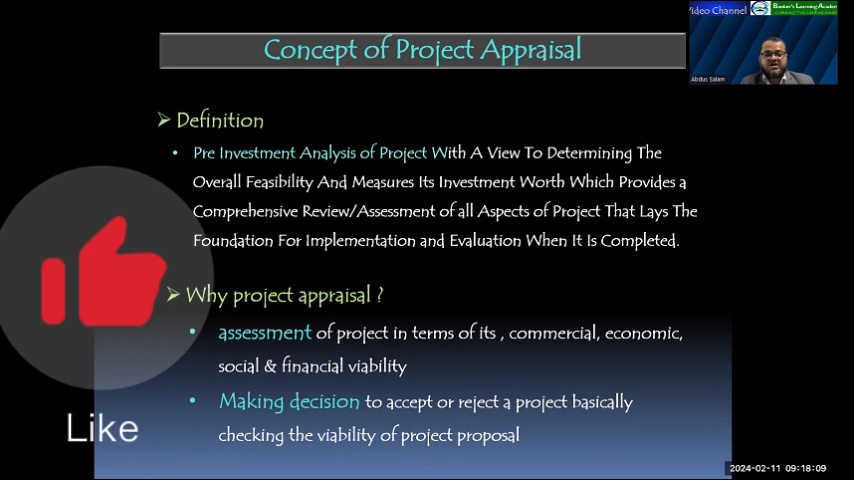 Concept of Project Appraisal
Video Channel
Banker's Learning Academy
Abdus Salam
➢ Definition
• Pre Investment Analysis of Project With A View To Determining The
Overall Feasibility And Measures Its Investment Worth Which Provides a
Comprehensive Review/Assessment of all Aspects of Project That Lays The
Foundation For Implementation and Evaluation When It Is Completed.
➢ Why project appraisal ?
• assessment of project in terms of its , commercial, economic,
social & financial viability
• Making decision to accept or reject a project basically
checking the viability of project proposal
Like
2024-02-11 09:18:09